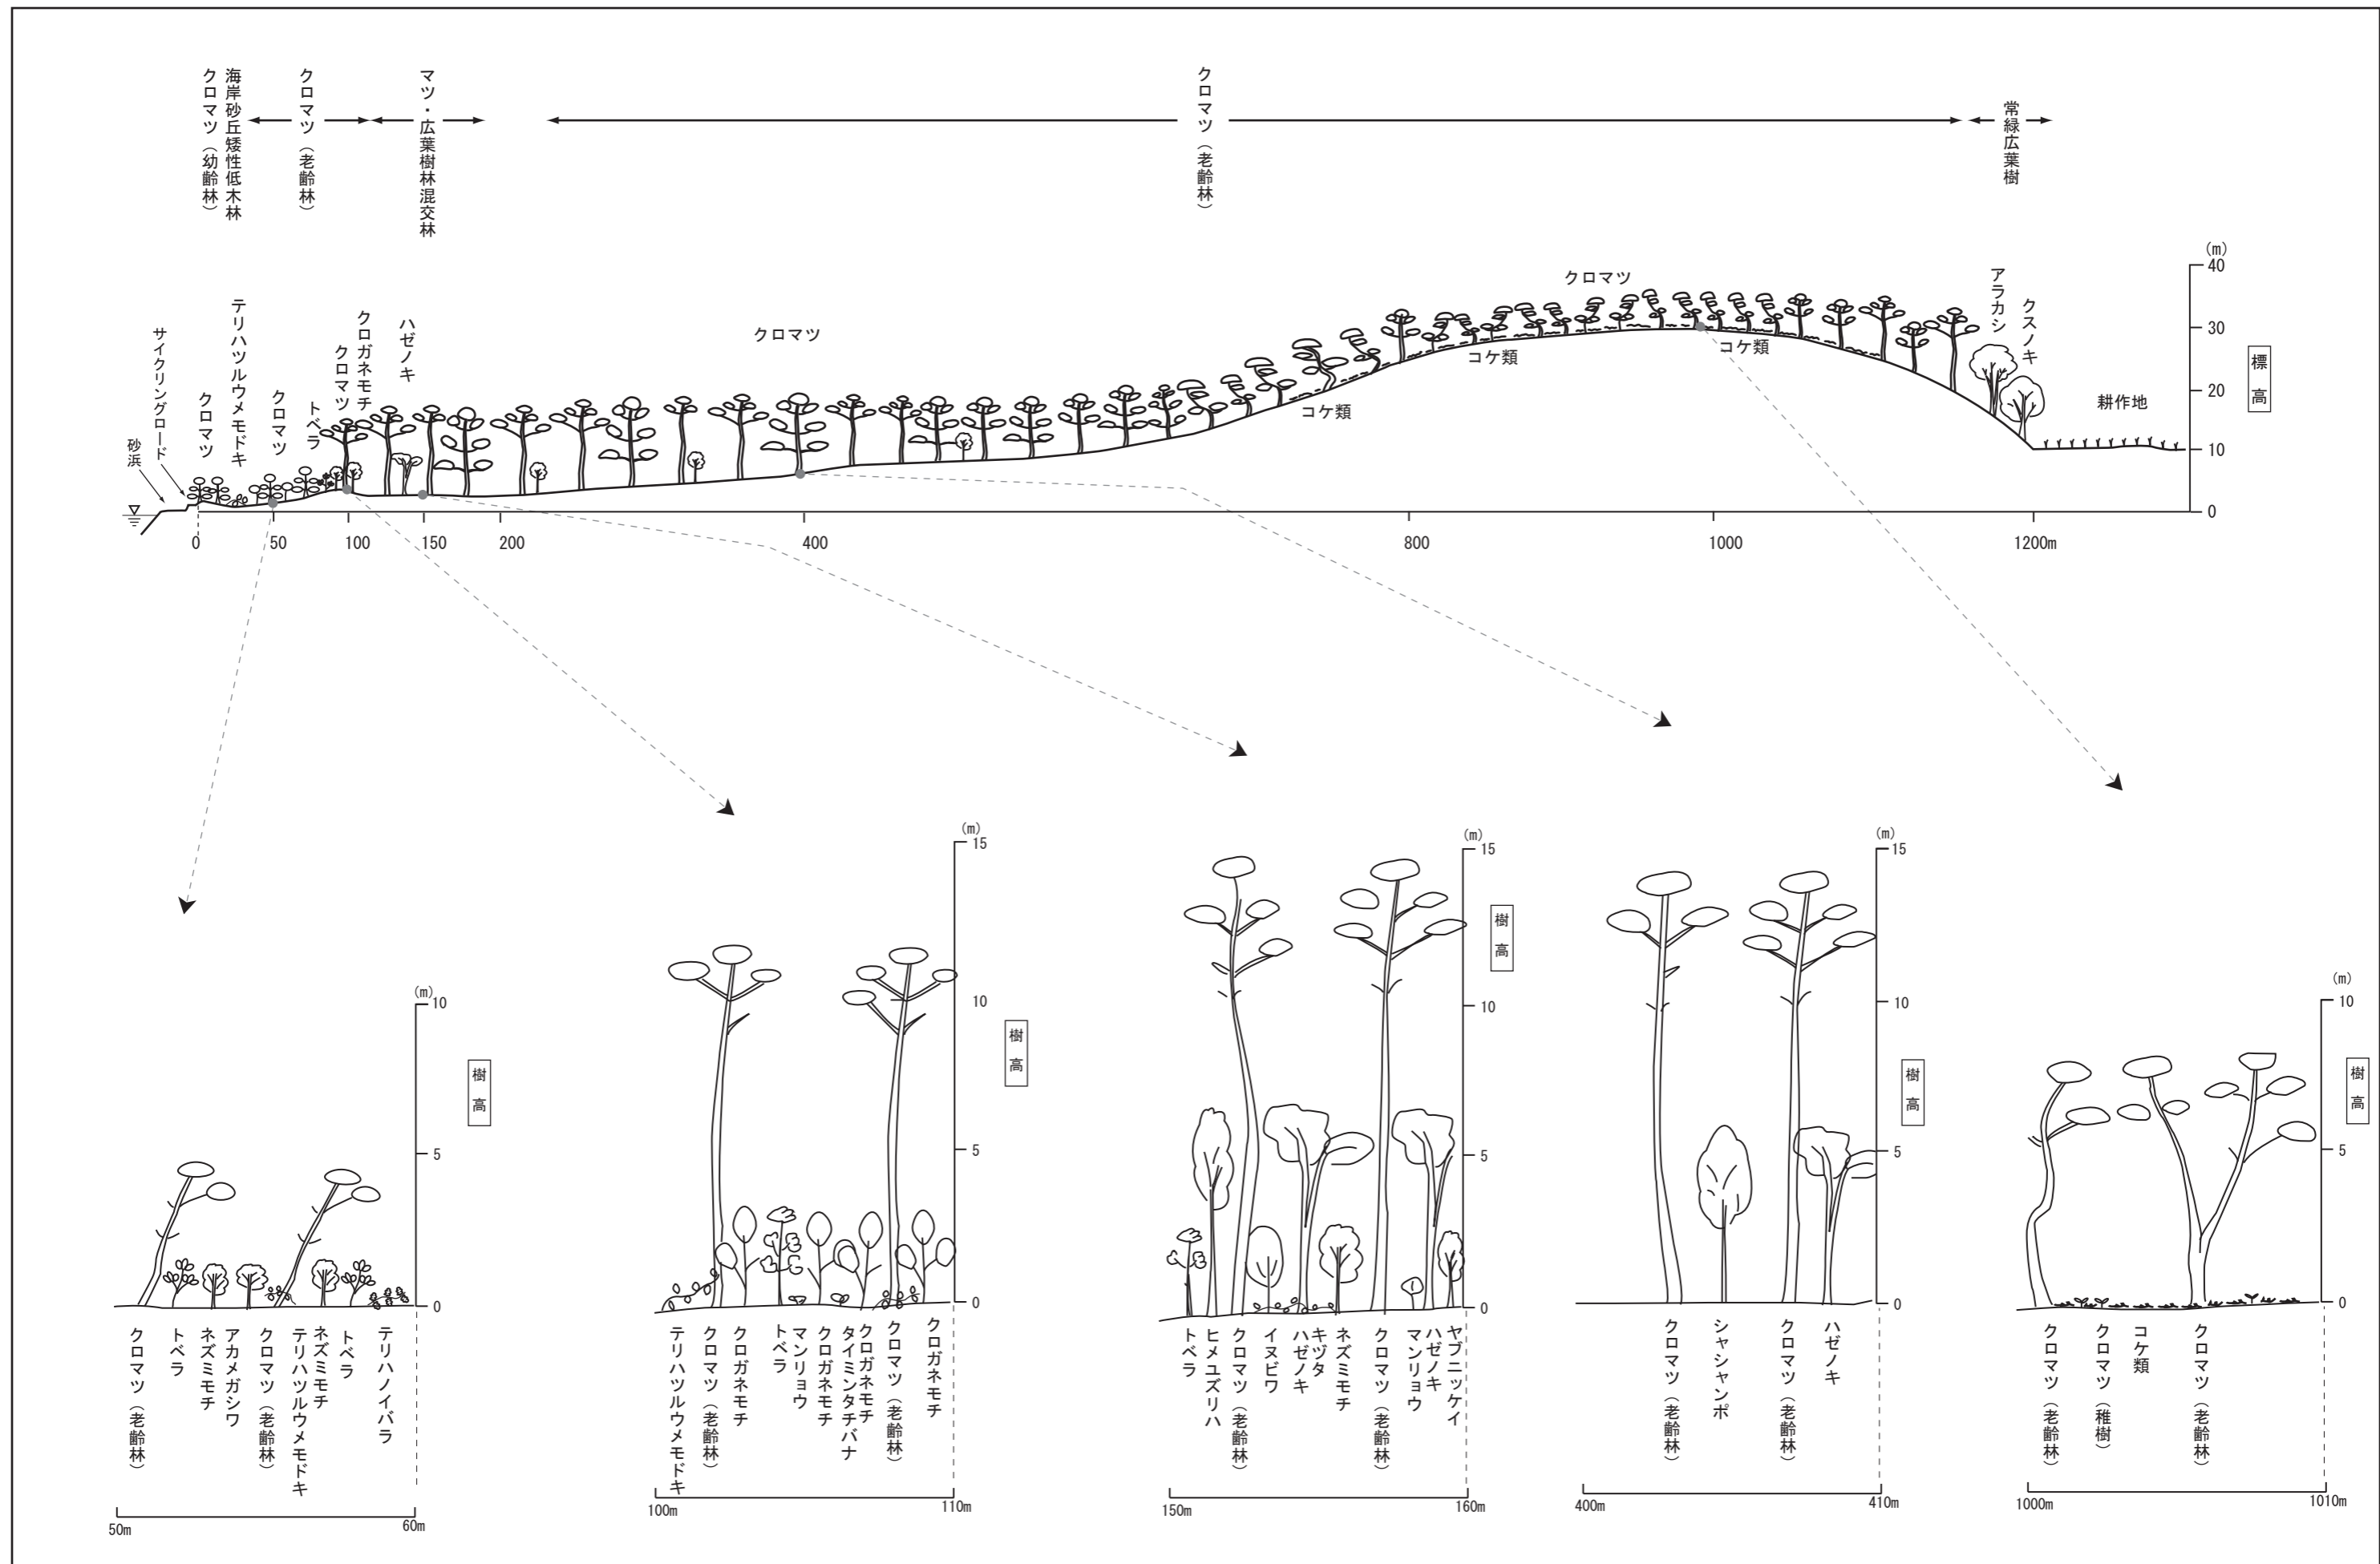 クロマツ（幼齢林）
海岸砂丘矮性低木林
クロマツ（老齢林）
マツ・広葉樹林混交林
クロマツ（老齢林）
常緑広葉樹
砂浜
サイクリングロード
クロマツ
テリハツルウメモドキ
クロマツ
トベラ
クロマツ
クロガネモチ
ハゼノキ
クロマツ
クロマツ
コケ類
コケ類
コケ類
アラカシ
クスノキ
耕作地
(m)
40
30
20
10
0
標高
0
50
100
150
200
400
800
1000
1200m
(m)
10
5
0
樹高
クロマツ（老齢林）
トベラ
ネズミモチ
アカメガシワ
クロマツ（老齢林）
テリハツルウメモドキ
ネズミモチ
トベラ
テリハノイバラ
50m
60m
(m)
15
10
5
0
樹高
テリハツルウメモドキ
クロマツ（老齢林）
クロガネモチ
トベラ
マンリョウ
クロガネモチ
タイミンタチバナ
クロガネモチ
クロマツ（老齢林）
クロガネモチ
100m
110m
(m)
15
10
5
0
樹高
トベラ
ヒメユズリハ
クロマツ（老齢林）
イヌビワ
ハゼノキ
キヅタ
ネズミモチ
クロマツ（老齢林）
マンリョウ
ハゼノキ
ヤブニッケイ
150m
160m
(m)
15
10
5
0
樹高
クロマツ（老齢林）
シャシャンポ
クロマツ（老齢林）
ハゼノキ
400m
410m
(m)
10
5
0
樹高
クロマツ（老齢林）
クロマツ（稚樹）
コケ類
クロマツ（老齢林）
1000m
1010m